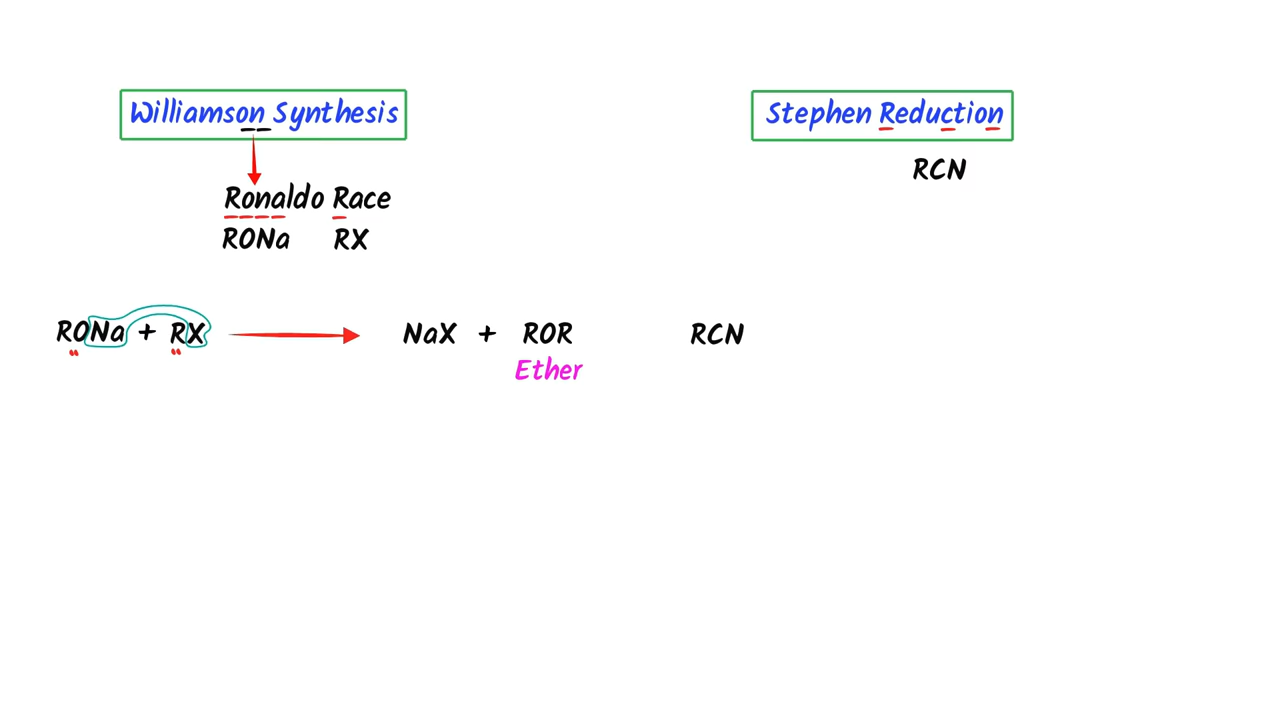 Williamson Synthesis
Ronaldo Race
RONa RX
RONa + RX NaX + ROR
Ether
Stephen Reduction
RCN
RCN